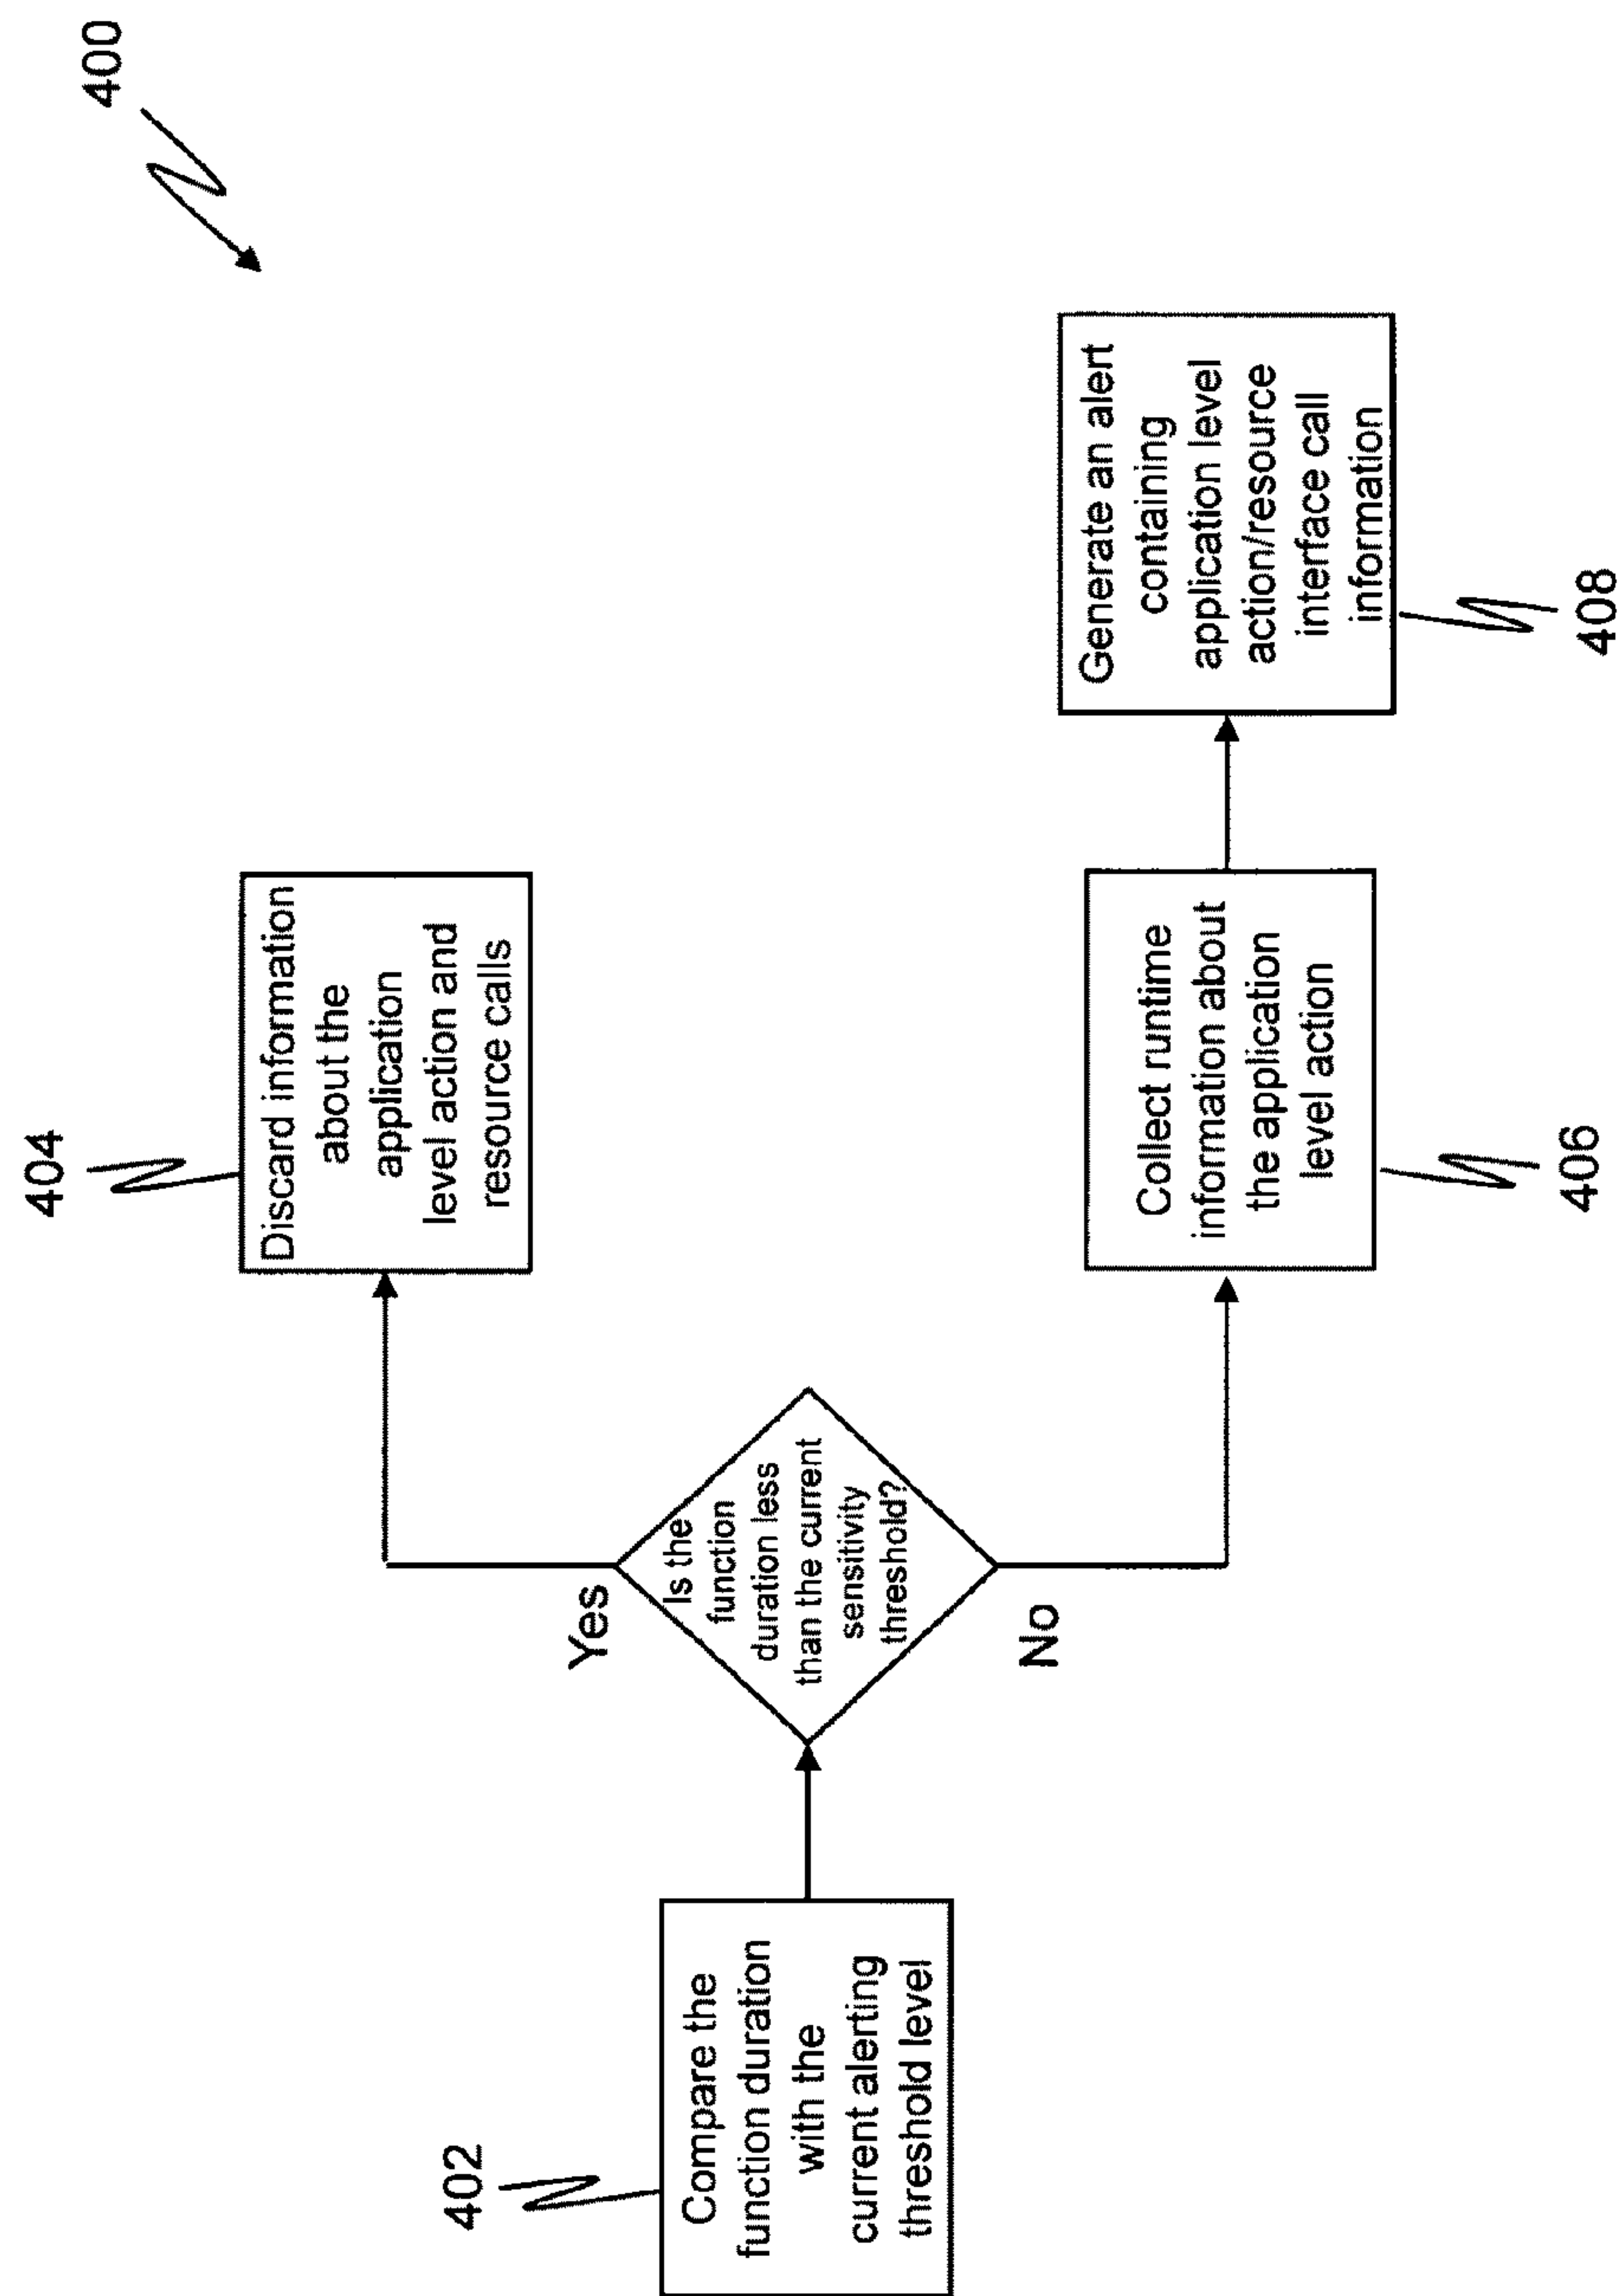 400
402
Compare the
function duration
with the
current alerting
threshold level
Is the
function
duration less
than the current
sensitivity
threshold?
Yes
404
Discard information
about the
application
level action and
resource calls
No
Collect runtime
information about
the application
level action
406
Generate an alert
containing
application level
action/resource
interface call
information
408